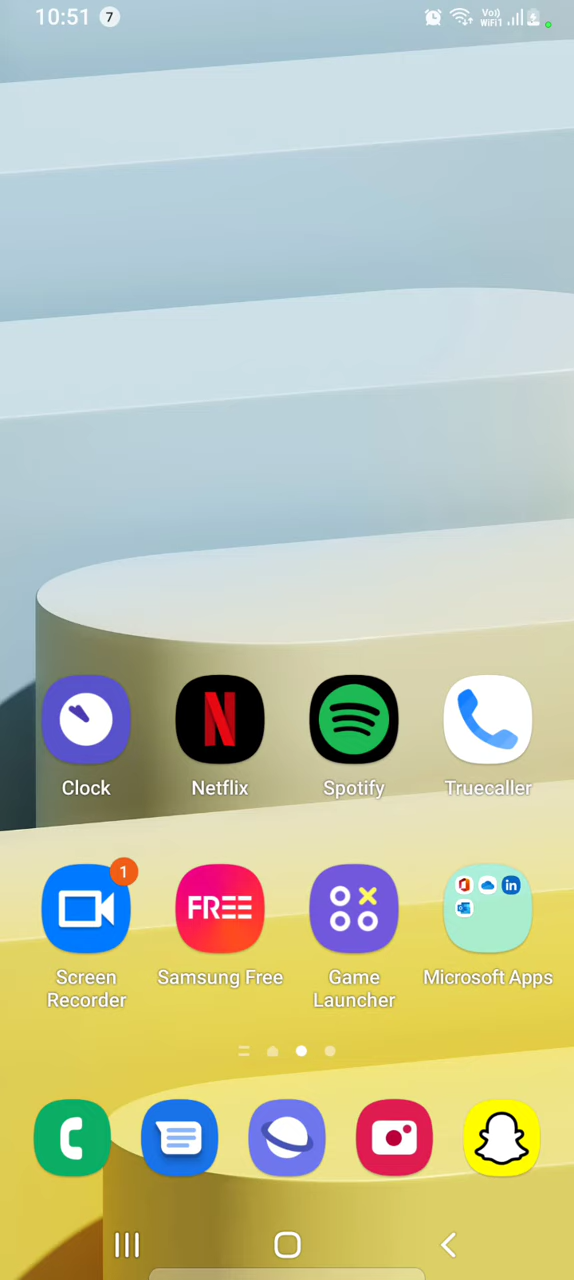 10:51 7 Vo) WiFi1
Clock Netflix Spotify Truecaller
1
FREE
Screen Samsung Free Game Microsoft Apps
Recorder Launcher